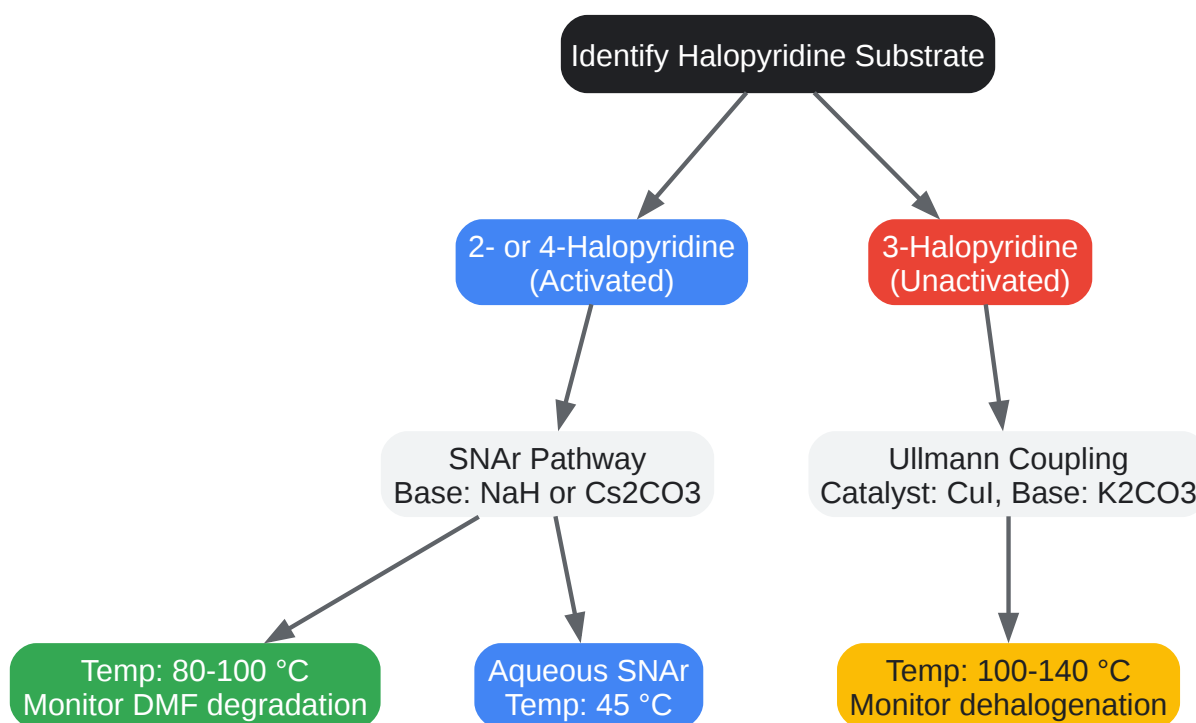 Identify Halopyridine Substrate
2- or 4-Halopyridine
(Activated)
3-Halopyridine
(Unactivated)
SNAr Pathway
Base: NaH or Cs2CO3
Ullmann Coupling
Catalyst: CuI, Base: K2CO3
Temp: 80-100 °C
Monitor DMF degradation
Aqueous SNAr
Temp: 45 °C
Temp: 100-140 °C
Monitor dehalogenation